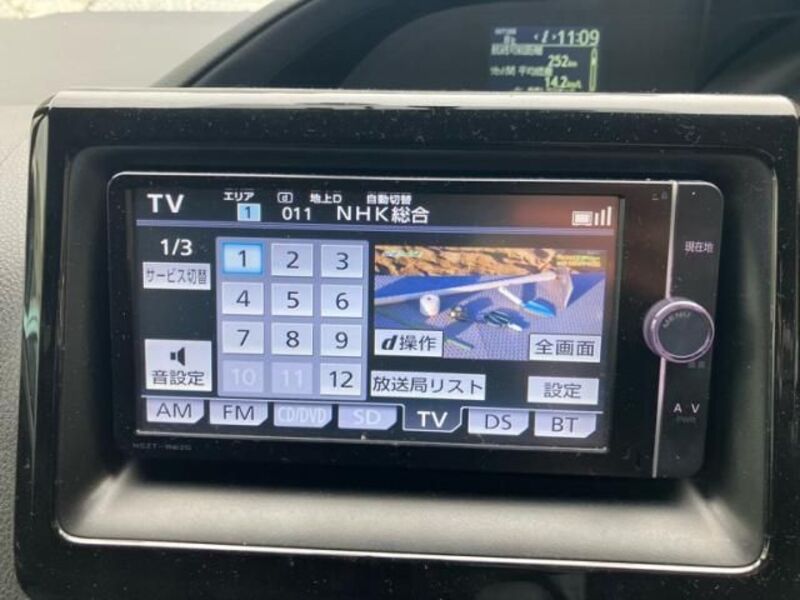 11:09
252km
14.2
TV
エリア
1
d
地上D
011
自動切替
NHK総合
1/3
サービス切替
1 2 3
4 5 6
7 8 9
10 11 12
音設定
d操作
全画面
放送局リスト
設定
AM FM CD/DVD SD TV DS BT
現在地
MENU
A V
PWR